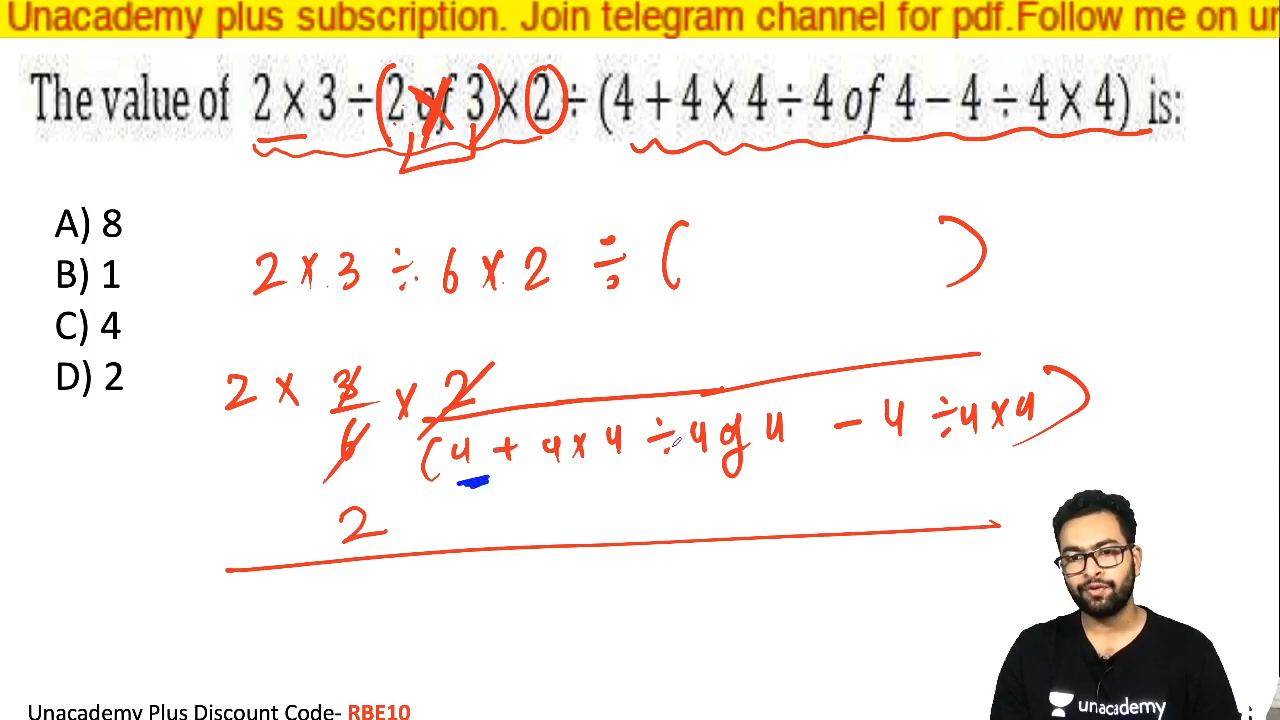 Unacademy plus subscription. Join telegram channel for pdf.Follow me on un
The value of 2 × 3 ÷ (2 of 3) × 2 ÷ (4 + 4 × 4 ÷ 4 of 4 − 4 ÷ 4 × 4) is:
×
A) 8
B) 1
C) 4
D) 2
2 × 3 ÷ 6 × 2 ÷ ( )
2 × 3 × 2
6 (4 + 4 × 4 ÷ 4 of 4 − 4 ÷ 4 × 4)
2
unacademy
Unacademy Plus Discount Code- RBE10